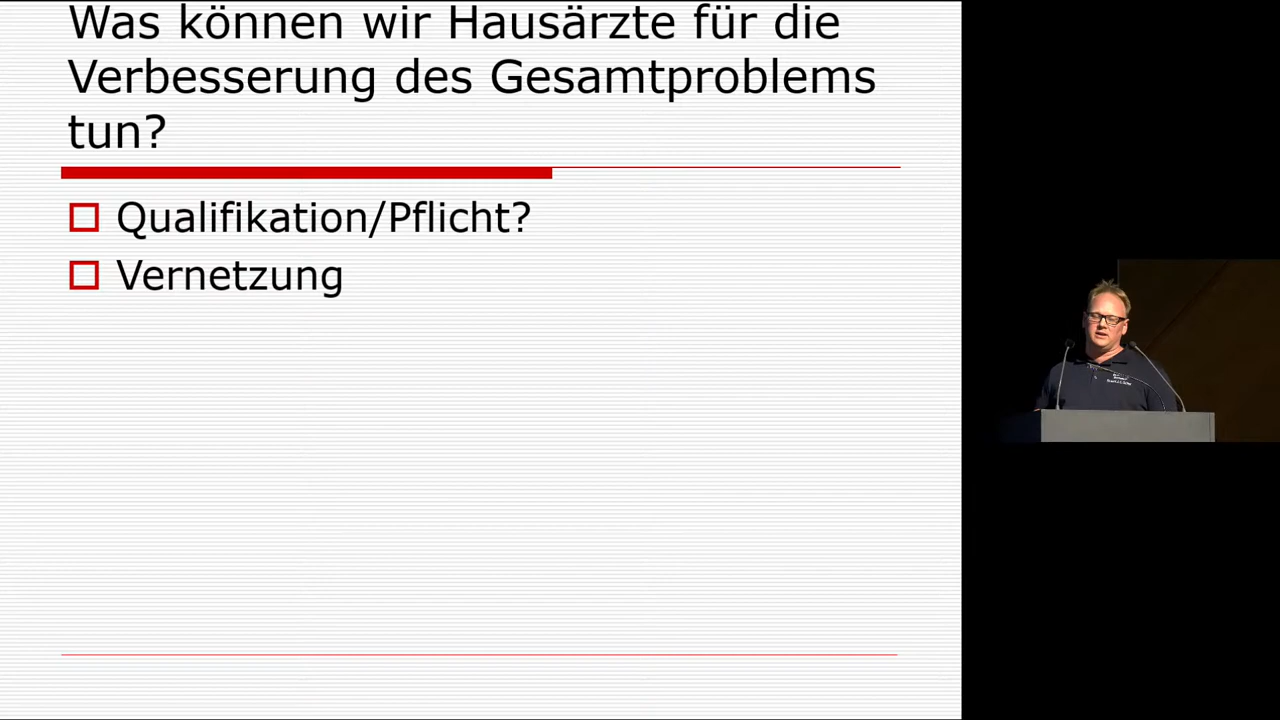 Was können wir Hausärzte für die
Verbesserung des Gesamtproblems
tun?
Qualifikation/Pflicht?
Vernetzung